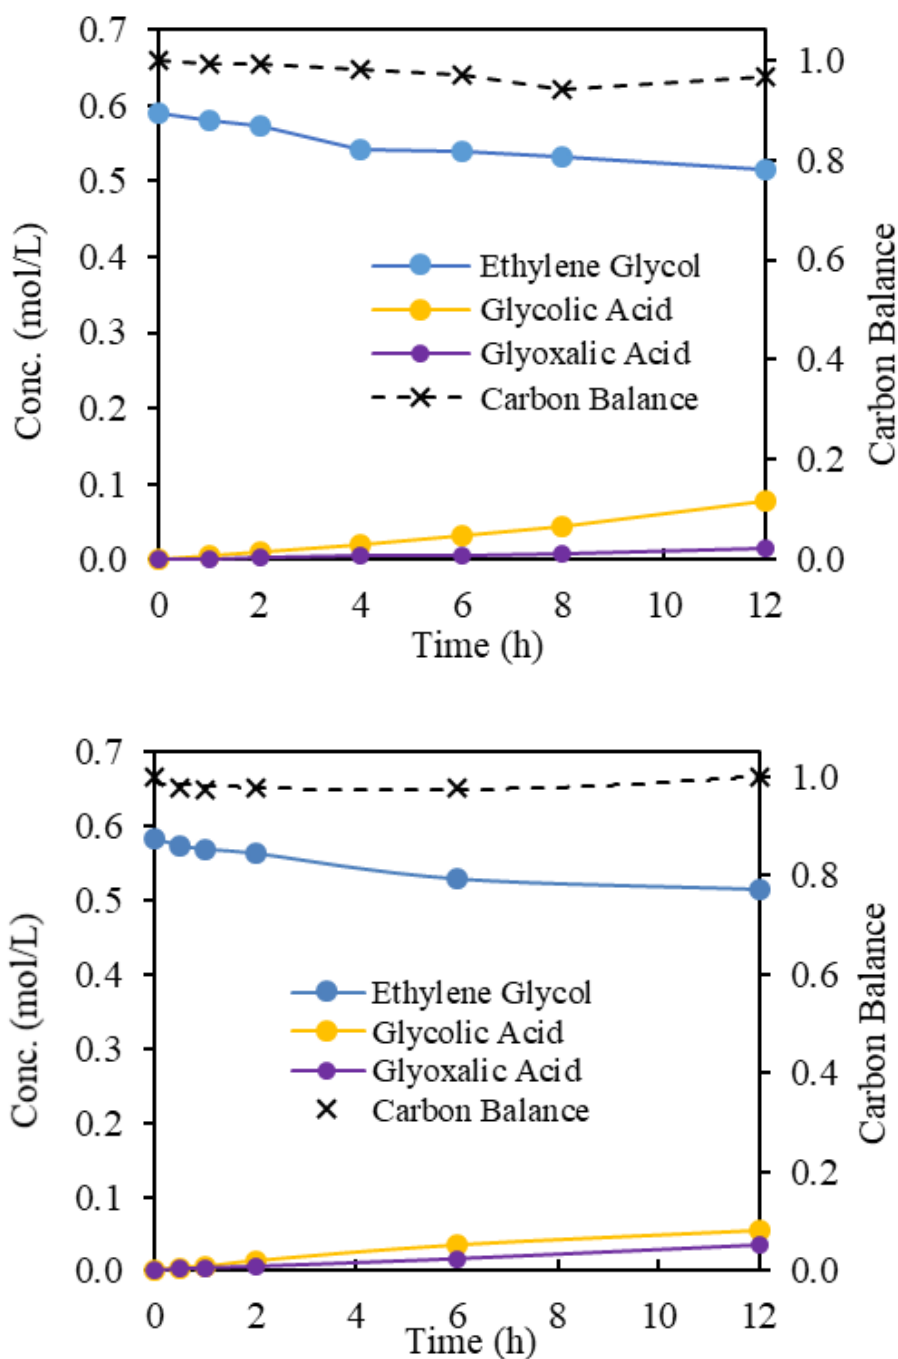 0.7
0.6
0.5
0.4
0.3
0.2
0.1
0.0
Conc. (mol/L)
1.0
0.8
0.6
0.4
0.2
0.0
Carbon Balance
Ethylene Glycol
Glycolic Acid
Glyoxalic Acid
Carbon Balance
0 2 4 6 8 10 12
Time (h)
0.7
0.6
0.5
0.4
0.3
0.2
0.1
0.0
Conc. (mol/L)
1.0
0.8
0.6
0.4
0.2
0.0
Carbon Balance
Ethylene Glycol
Glycolic Acid
Glyoxalic Acid
Carbon Balance
0 2 4 6 8 10 12
Time (h)